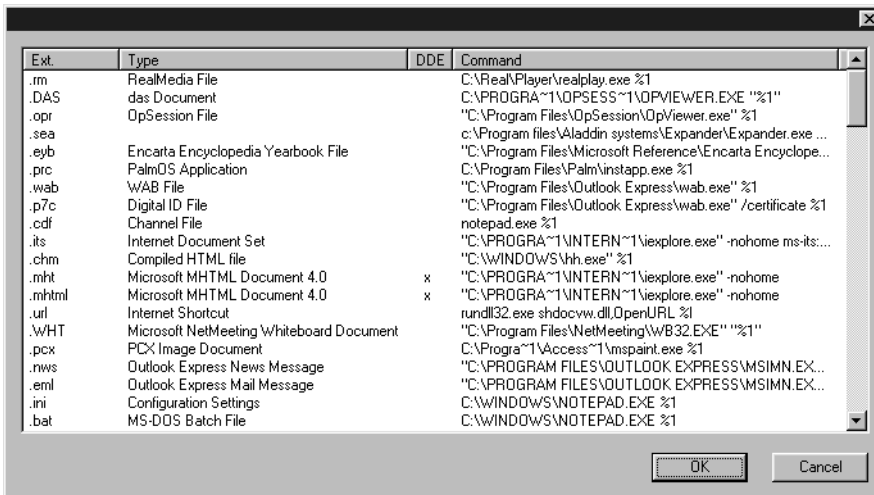 Ext. Type DDE Command
.rm RealMedia File C:\Real\Player\realplay.exe %1
.DAS das Document C:\PROGRA~1\OPSESS~1\OPVIEWER.EXE "%1"
.opr OpSession File "C:\Program Files\OpSession\OpViewer.exe" %1
.sea c:\Program files\Aladdin systems\Expander\Expander.exe ...
.eyb Encarta Encyclopedia Yearbook File "C:\Program Files\Microsoft Reference\Encarta Encyclope...
.prc PalmOS Application C:\Program Files\Palm\instapp.exe %1
.wab WAB File "C:\Program Files\Outlook Express\wab.exe" %1
.p7c Digital ID File "C:\Program Files\Outlook Express\wab.exe" /certificate %1
.cdf Channel File notepad.exe %1
.its Internet Document Set "C:\PROGRA~1\INTERN~1\iexplore.exe" -nohome ms-its:...
.chm Compiled HTML file "C:\WINDOWS\hh.exe" %1
.mht Microsoft MHTML Document 4.0 x "C:\PROGRA~1\INTERN~1\iexplore.exe" -nohome
.mhtml Microsoft MHTML Document 4.0 x "C:\PROGRA~1\INTERN~1\iexplore.exe" -nohome
.url Internet Shortcut rundll32.exe shdocvw.dll,OpenURL %l
.WHT Microsoft NetMeeting Whiteboard Document "C:\Program Files\NetMeeting\WB32.EXE" "%1"
.pcx PCX Image Document C:\Progra~1\Access~1\mspaint.exe %1
.nws Outlook Express News Message "C:\PROGRAM FILES\OUTLOOK EXPRESS\MSIMN.EX...
.eml Outlook Express Mail Message "C:\PROGRAM FILES\OUTLOOK EXPRESS\MSIMN.EX...
.ini Configuration Settings C:\WINDOWS\NOTEPAD.EXE %1
.bat MS-DOS Batch File C:\WINDOWS\NOTEPAD.EXE %1
OK Cancel